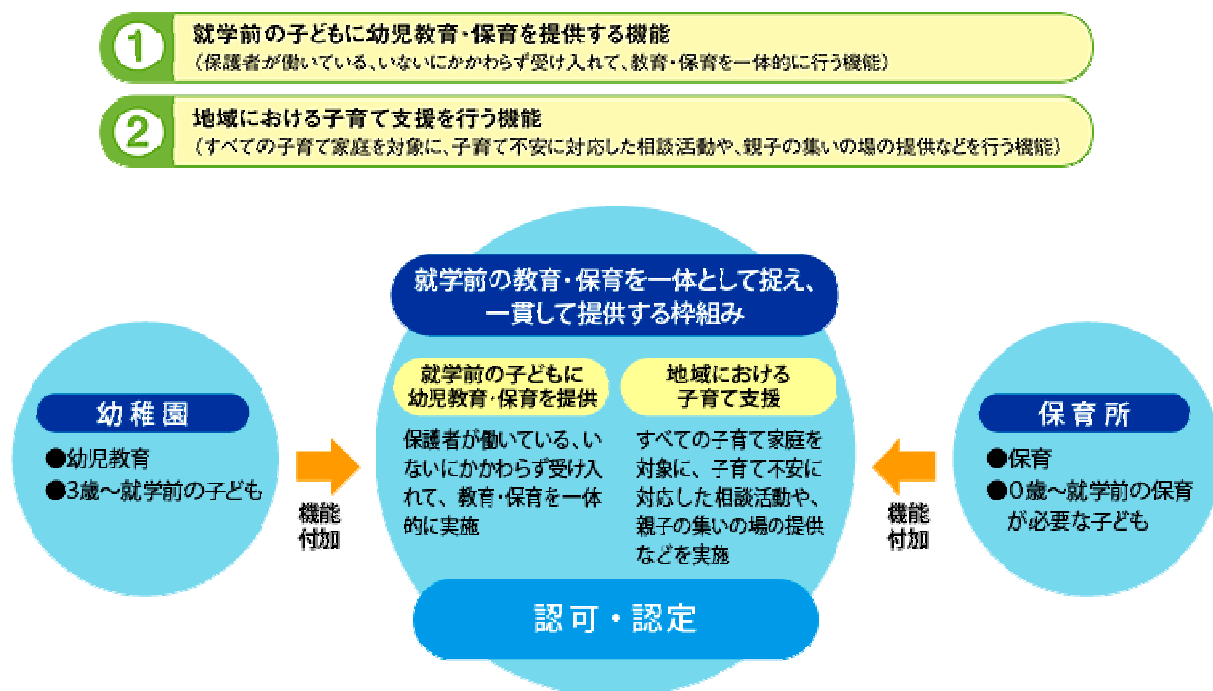 1 就学前の子どもに幼児教育・保育を提供する機能
（保護者が働いている、いないにかかわらず受け入れて、教育・保育を一体的に行う機能）
2 地域における子育て支援を行う機能
（すべての子育て家庭を対象に、子育て不安に対応した相談活動や、親子の集いの場の提供などを行う機能）
就学前の教育・保育を一体として捉え、
一貫して提供する枠組み
幼稚園
●幼児教育
●3歳～就学前の子ども
機能
付加
就学前の子どもに
幼児教育・保育を提供
保護者が働いている、い
ないにかかわらず受け入
れて、教育・保育を一体
的に実施
地域における
子育て支援
すべての子育て家庭を
対象に、子育て不安に
対応した相談活動や、
親子の集いの場の提供
などを実施
機能
付加
保育所
●保育
●0歳～就学前の保育
が必要な子ども
認可・認定